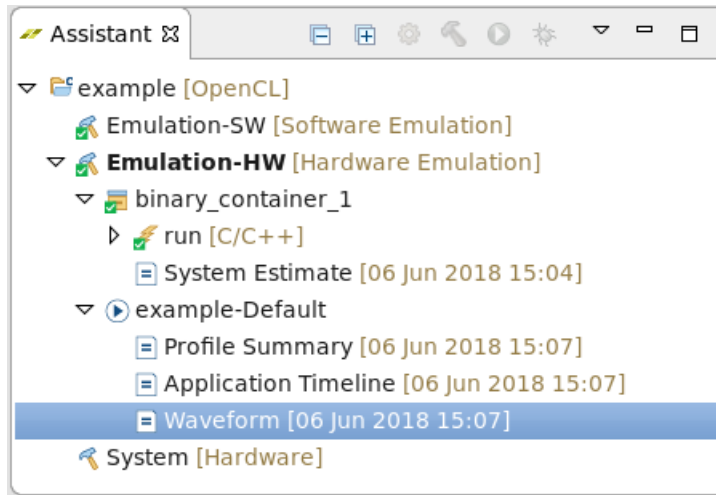 Assistant
example [OpenCL]
Emulation-SW [Software Emulation]
Emulation-HW [Hardware Emulation]
binary_container_1
run [C/C++]
System Estimate [06 Jun 2018 15:04]
example-Default
Profile Summary [06 Jun 2018 15:07]
Application Timeline [06 Jun 2018 15:07]
Waveform [06 Jun 2018 15:07]
System [Hardware]